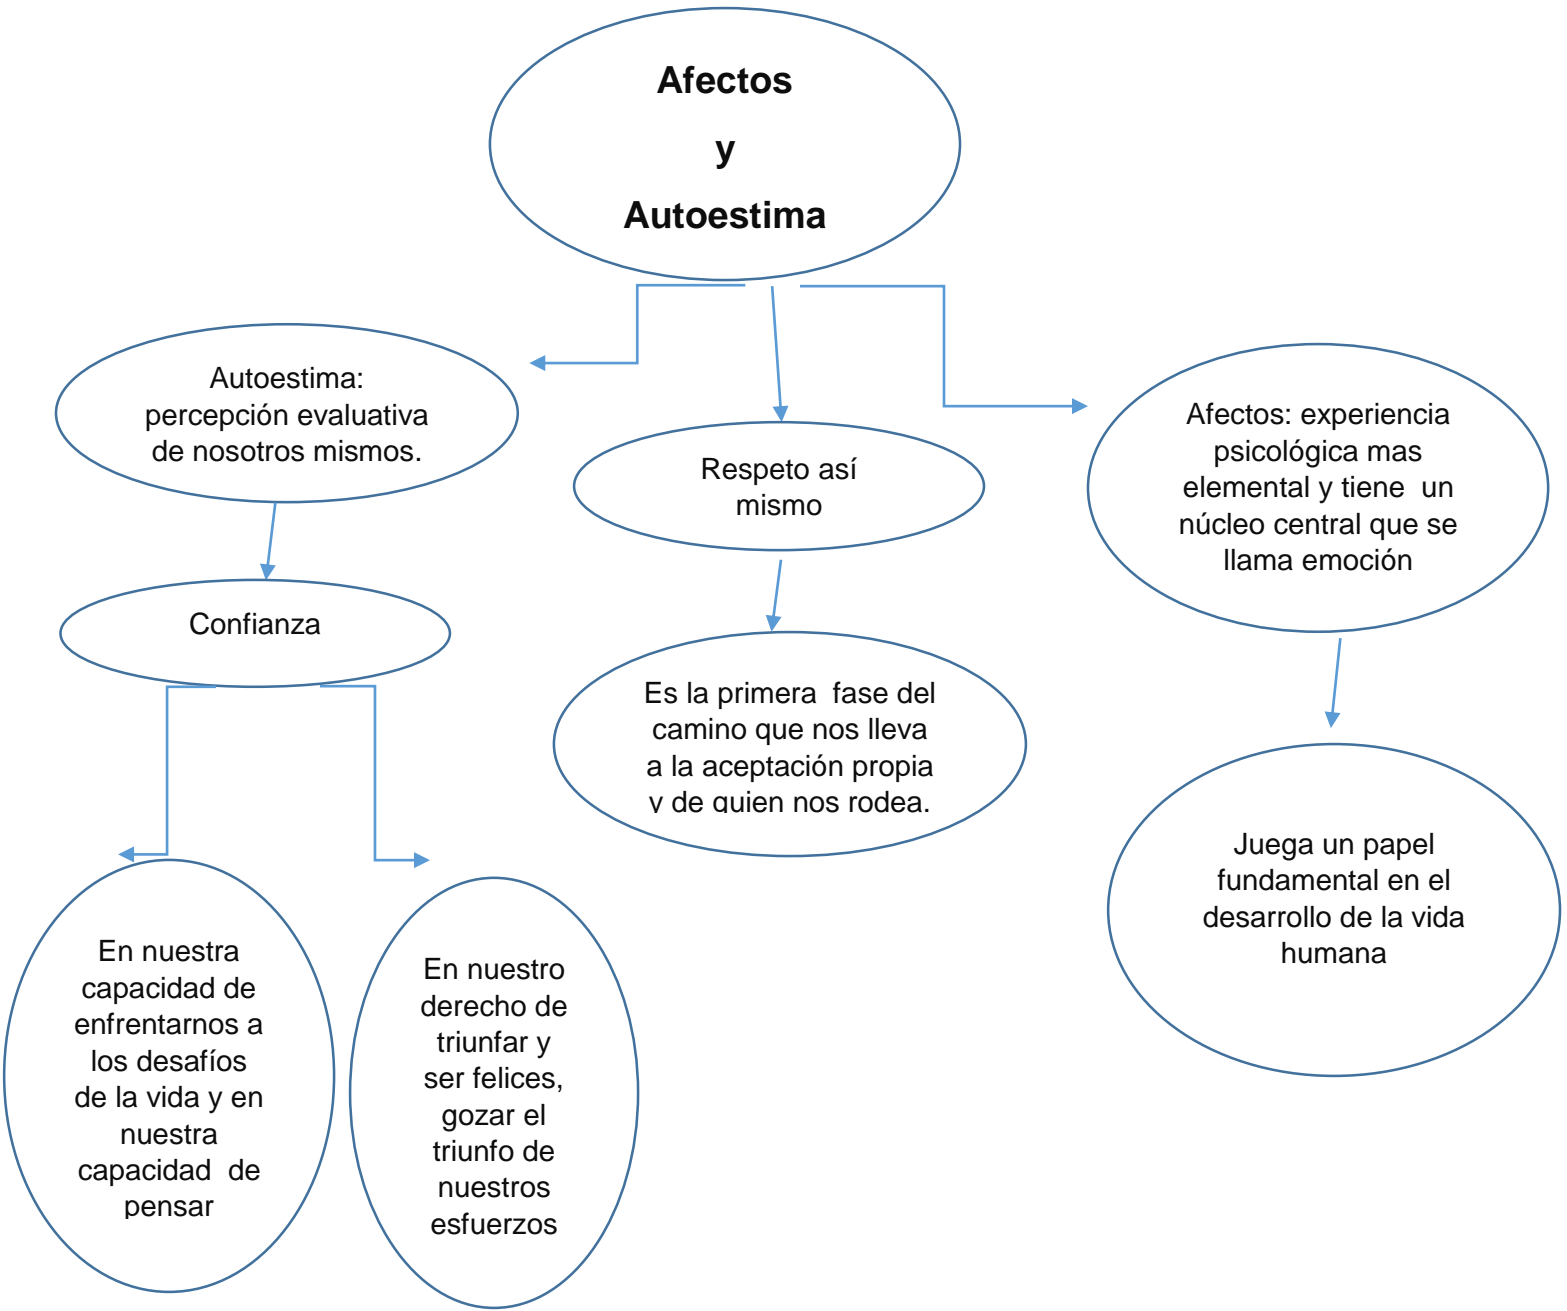 Afectos
y
Autoestima
Autoestima:
percepción evaluativa
de nosotros mismos.
Respeto así
mismo
Afectos: experiencia
psicológica mas
elemental y tiene un
núcleo central que se
llama emoción
Confianza
Es la primera fase del
camino que nos lleva
a la aceptación propia
y de quien nos rodea.
Juega un papel
fundamental en el
desarrollo de la vida
humana
En nuestra
capacidad de
enfrentarnos a
los desafíos
de la vida y en
nuestra
capacidad de
pensar
En nuestro
derecho de
triunfar y
ser felices,
gozar el
triunfo de
nuestros
esfuerzos